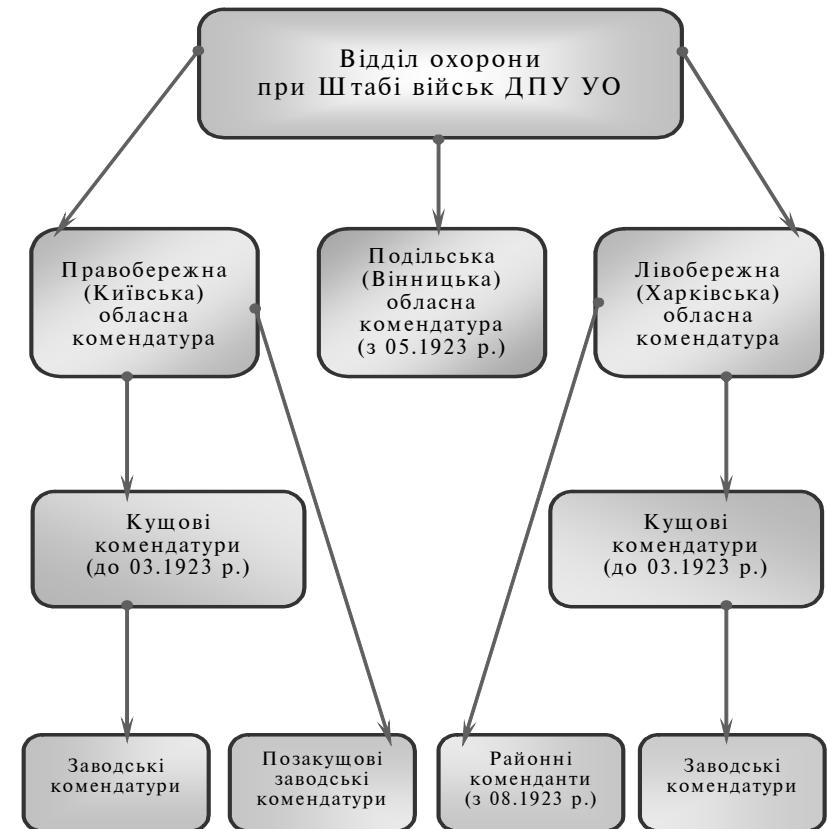 Відділ охорони
при Штабі військ ДПУ УО
Правобережна
(Київська)
обласна
комендатура
Подільська
(Вінницька)
обласна
комендатура
(з 05.1923 р.)
Лівобережна
(Харківська)
обласна
комендатура
Кущові
комендатури
(до 03.1923 р.)
Кущові
комендатури
(до 03.1923 р.)
Заводські
комендатури
Позакущові
заводські
комендатури
Районні
коменданти
(з 08.1923 р.)
Заводські
комендатури